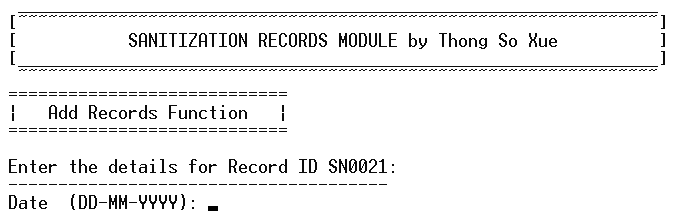 SANITIZATION RECORDS MODULE by Thong So Xue
Add Records Function
Enter the details for Record ID SN0021:
Date (DD-MM-YYYY):